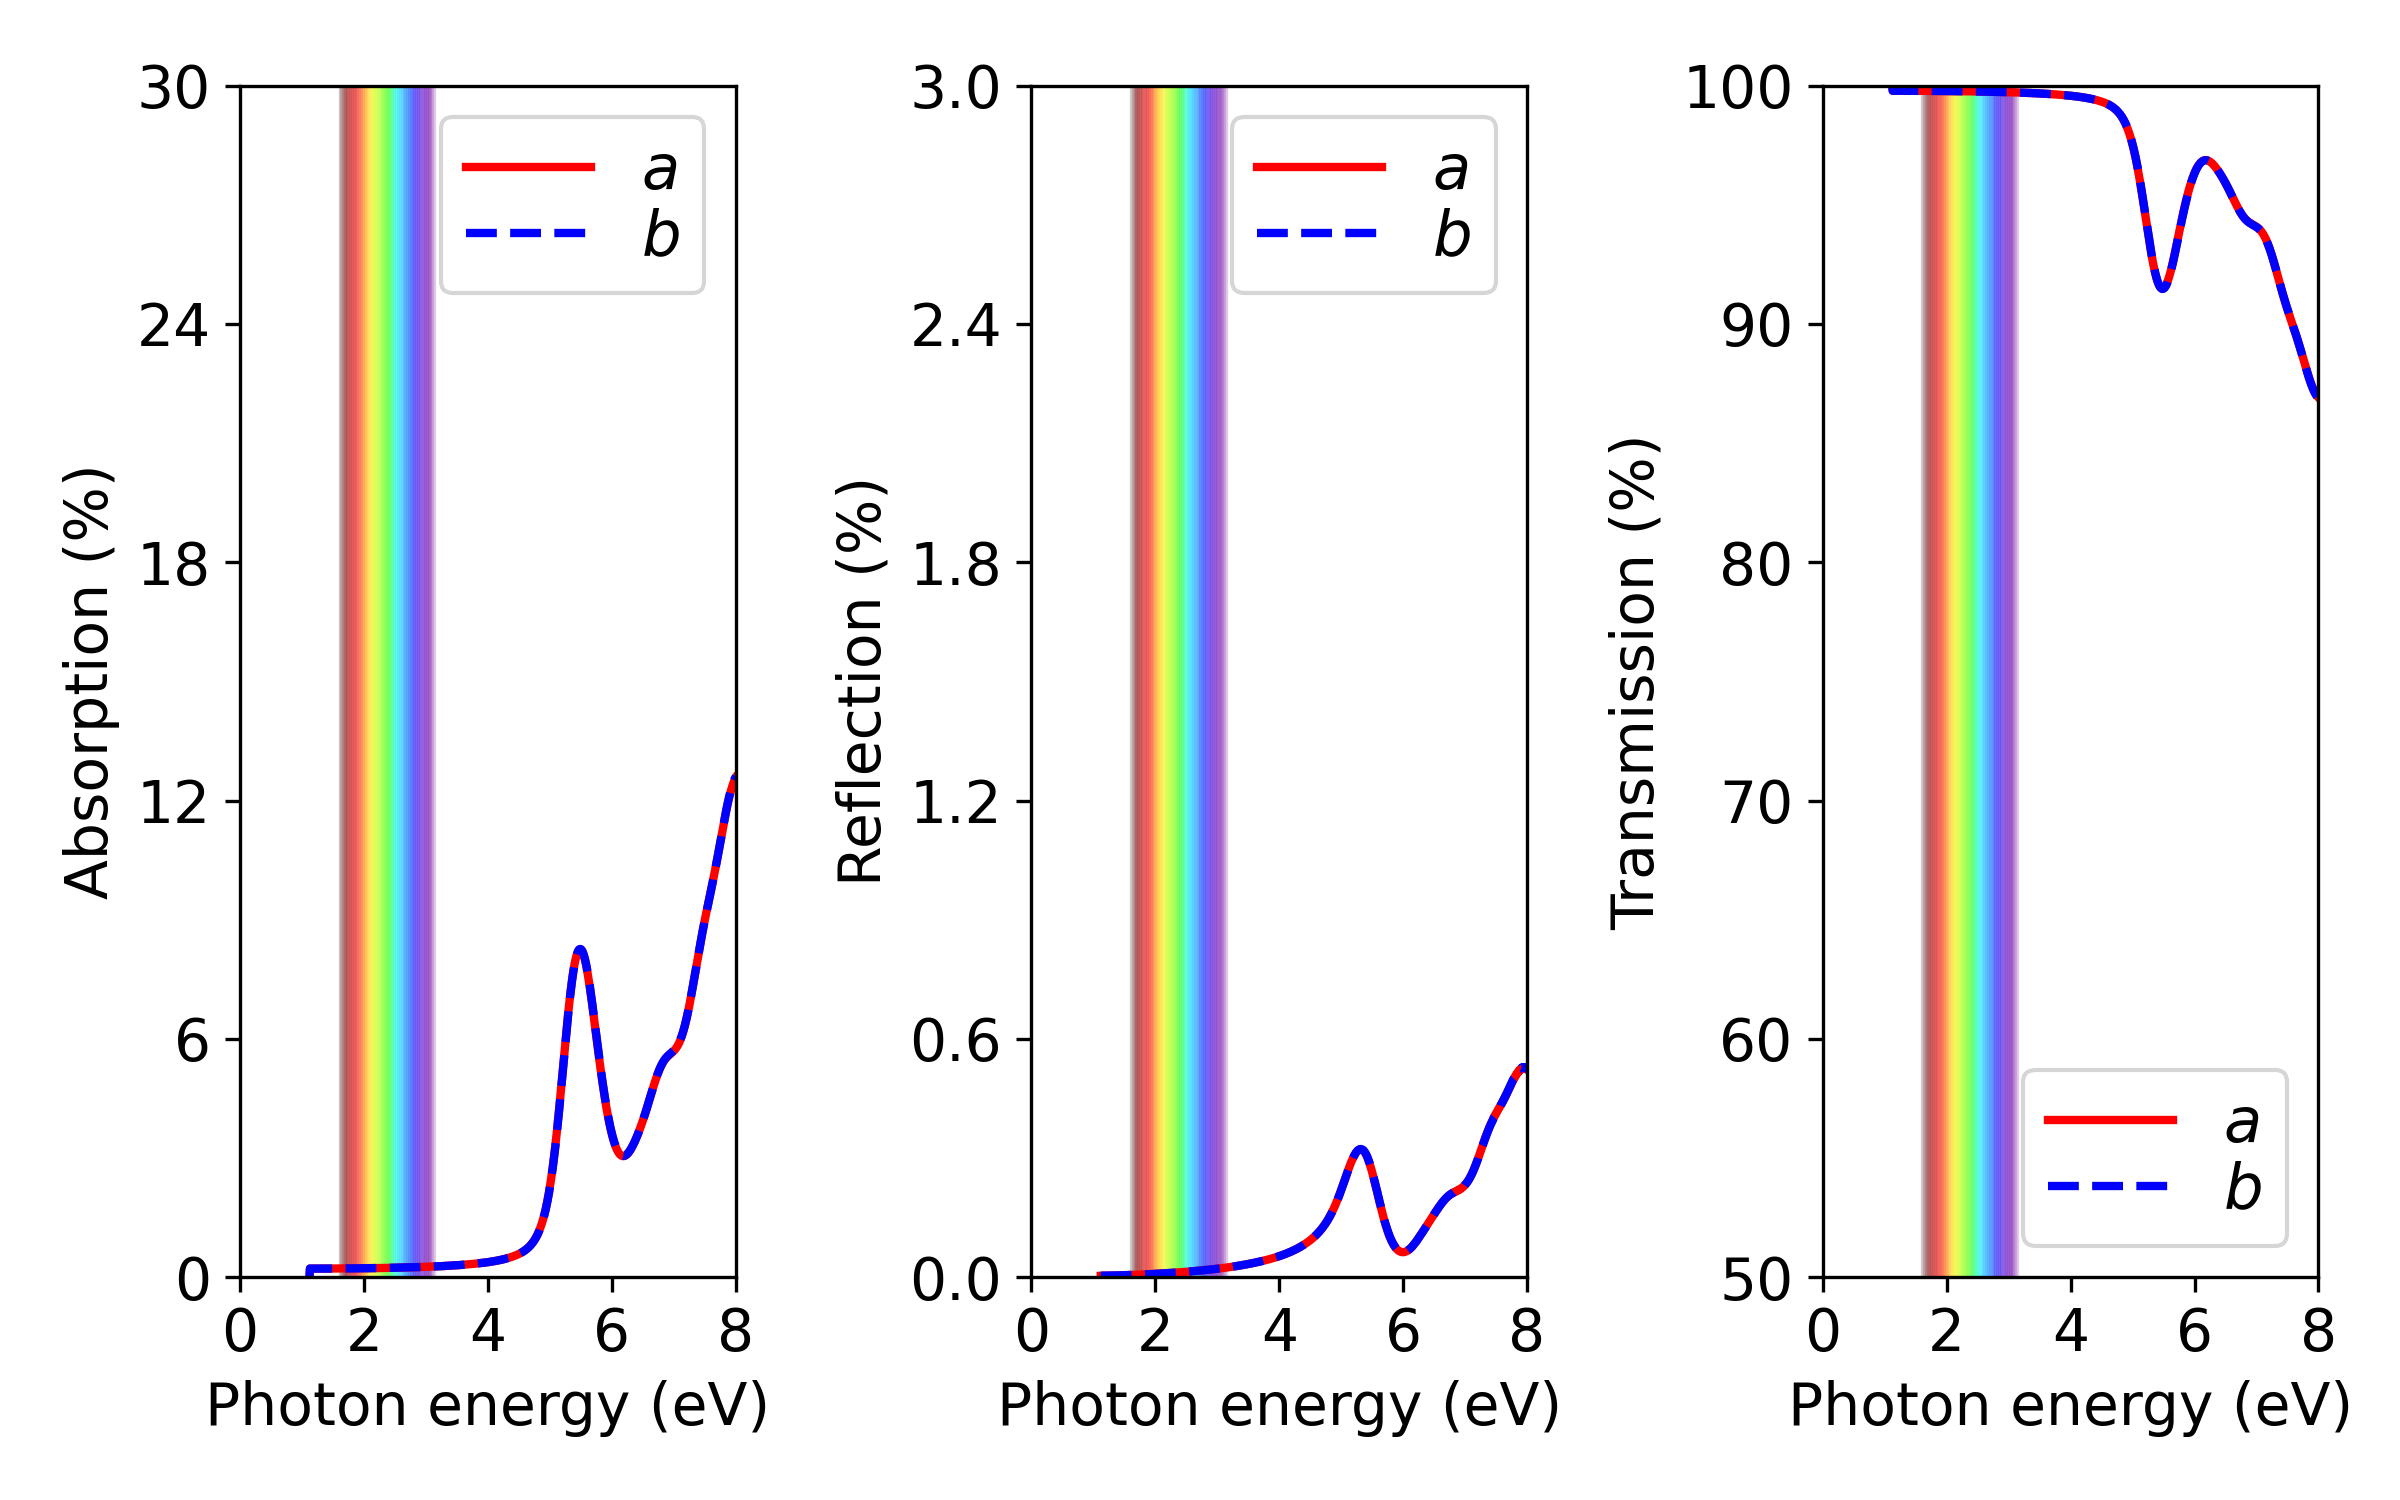 Absorption (%)
30
24
18
12
6
0
0 2 4 6 8
Photon energy (eV)
a
b
Reflection (%)
3.0
2.4
1.8
1.2
0.6
0.0
0 2 4 6 8
Photon energy (eV)
a
b
Transmission (%)
100
90
80
70
60
50
0 2 4 6 8
Photon energy (eV)
a
b